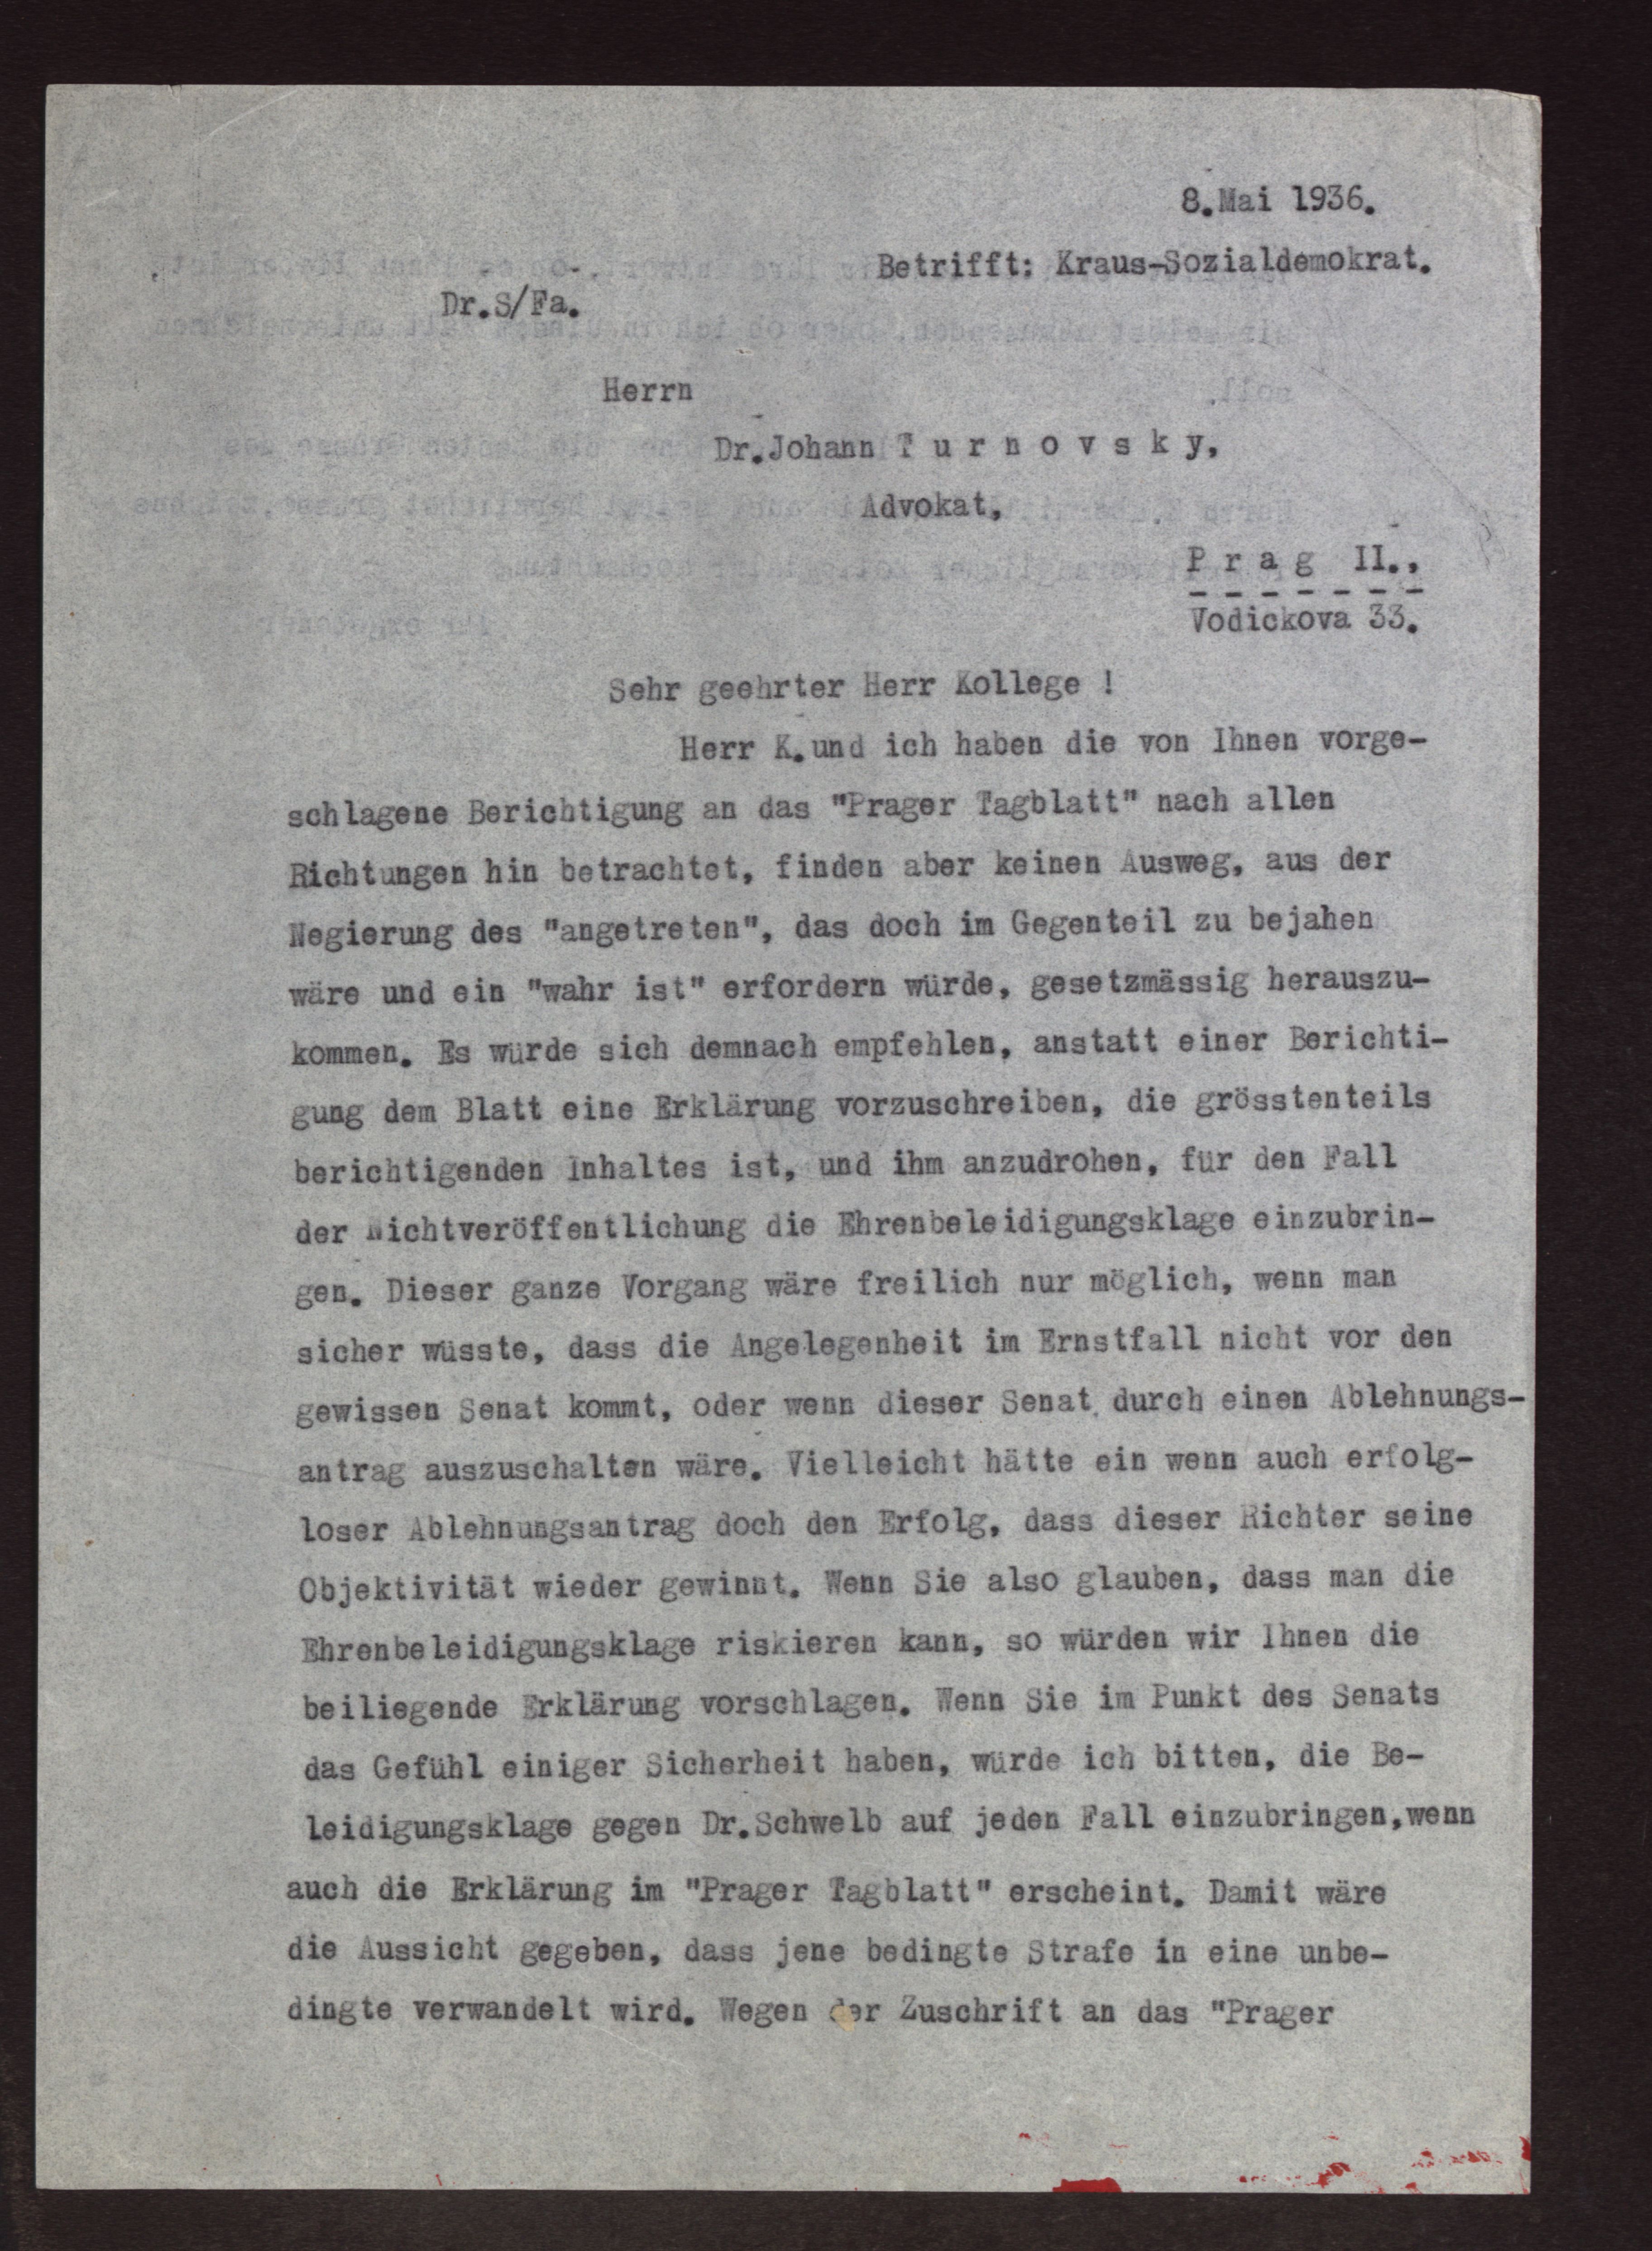 8.Mai 1936.
Betrifft: Kraus-Sozialdemokrat.
Dr.S/Fa.
Herrn
Dr.Johann T u r n o v s k y,
Advokat,
P r a g  II.,
Vodickova 33.
Sehr geehrter Herr Kollege !
Herr K.und ich haben die von Ihnen vorge-
schlagene Berichtigung an das "Prager Tagblatt" nach allen
Richtungen hin betrachtet, finden aber keinen Ausweg, aus der
Negierung des "angetreten", das doch im Gegenteil zu bejahen
wäre und ein "wahr ist" erfordern würde, gesetzmässig herauszu-
kommen. Es würde sich demnach empfehlen, anstatt einer Berichti-
gung dem Blatt eine Erklärung vorzuschreiben, die grösstenteils
berichtigenden Inhaltes ist, und ihm anzudrohen, für den Fall
der Nichtveröffentlichung die Ehrenbeleidigungsklage einzubrin-
gen. Dieser ganze Vorgang wäre freilich nur möglich, wenn man
sicher wüsste, dass die Angelegenheit im Ernstfall nicht vor den
gewissen Senat kommt, oder wenn dieser Senat durch einen Ablehnungs-
antrag auszuschalten wäre. Vielleicht hätte ein wenn auch erfolg-
loser Ablehnungsantrag doch den Erfolg, dass dieser Richter seine
Objektivität wieder gewinnt. Wenn Sie also glauben, dass man die
Ehrenbeleidigungsklage riskieren kann, so würden wir Ihnen die
beiliegende Erklärung vorschlagen. Wenn Sie im Punkt des Senats
das Gefühl einiger Sicherheit haben, würde ich bitten, die Be-
leidigungsklage gegen Dr.Schwelb auf jeden Fall einzubringen,wenn
auch die Erklärung im "Prager Tagblatt" erscheint. Damit wäre
die Aussicht gegeben, dass jene bedingte Strafe in eine unbe-
dingte verwandelt wird. Wegen der Zuschrift an das "Prager